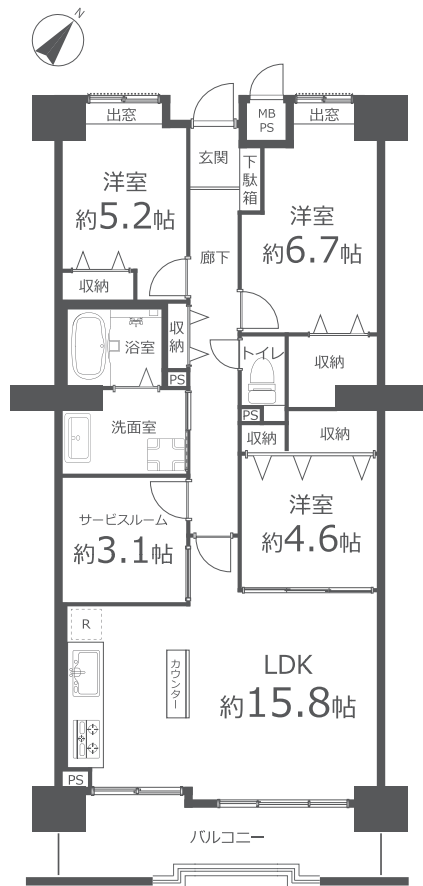 N
出窓
MB
PS
出窓
洋室
約5.2帖
玄関
下駄箱
洋室
約6.7帖
廊下
収納
浴室
収納
トイレ
収納
PS
PS
洗面室
収納
収納
サービスルーム
約3.1帖
洋室
約4.6帖
R
カウンター
LDK
約15.8帖
PS
バルコニー